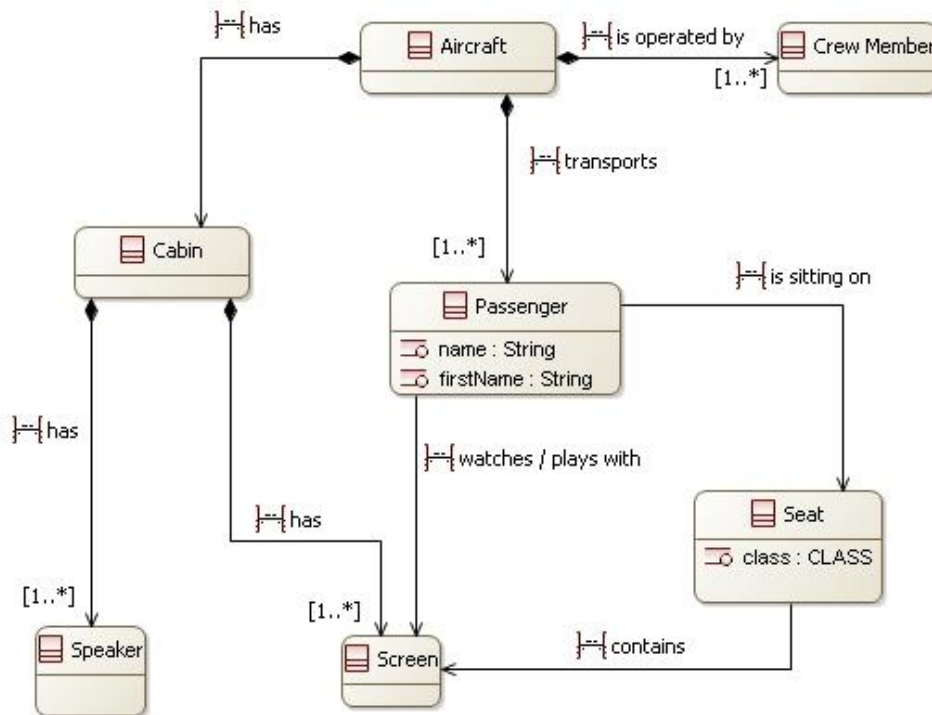 has
Aircraft
is operated by
Crew Member
[1..*]
transports
Cabin
[1..*]
is sitting on
Passenger
name : String
firstName : String
has
watches / plays with
has
Seat
class : CLASS
[1..*]
[1..*]
Speaker
Screen
contains